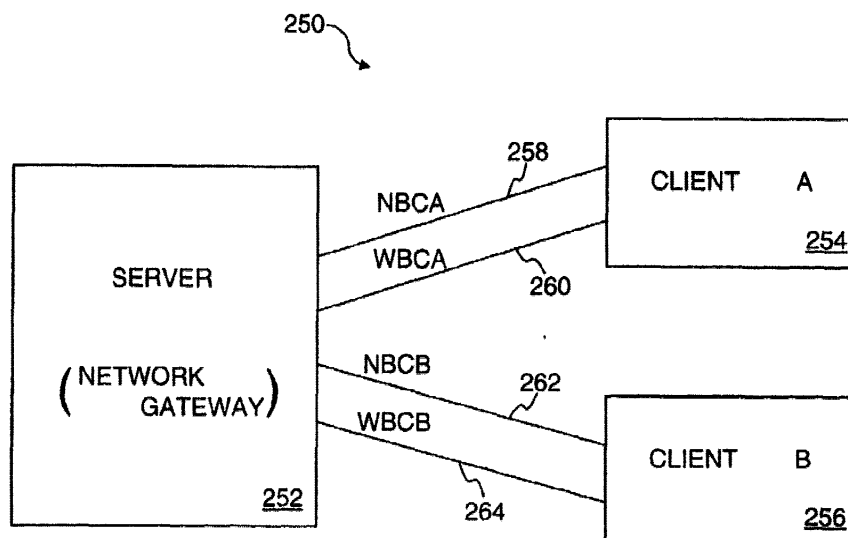 250
258
NBCA
CLIENT A
WBCA
254
SERVER
260
NBCB
(NETWORK
GATEWAY)
262
WBCB
CLIENT B
252
264
256